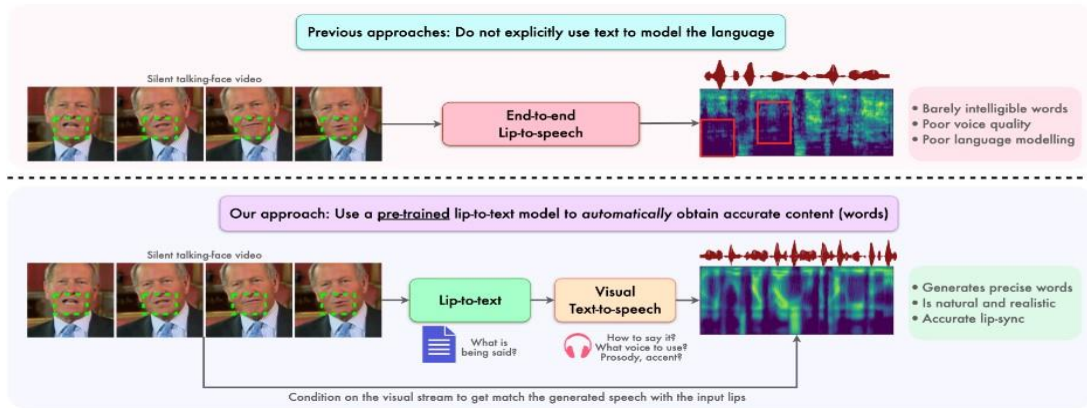 Previous approaches: Do not explicitly use text to model the language
Silent talking-face video
End-to-end
Lip-to-speech
• Barely intelligible words
• Poor voice quality
• Poor language modelling
Our approach: Use a pre-trained lip-to-text model to automatically obtain accurate content (words)
Silent talking-face video
Lip-to-text
Visual
Text-to-speech
• Generates precise words
• Is natural and realistic
• Accurate lip-sync
What is
being said?
How to say it?
What voice to use?
Prosody, accent?
Condition on the visual stream to get match the generated speech with the input lips